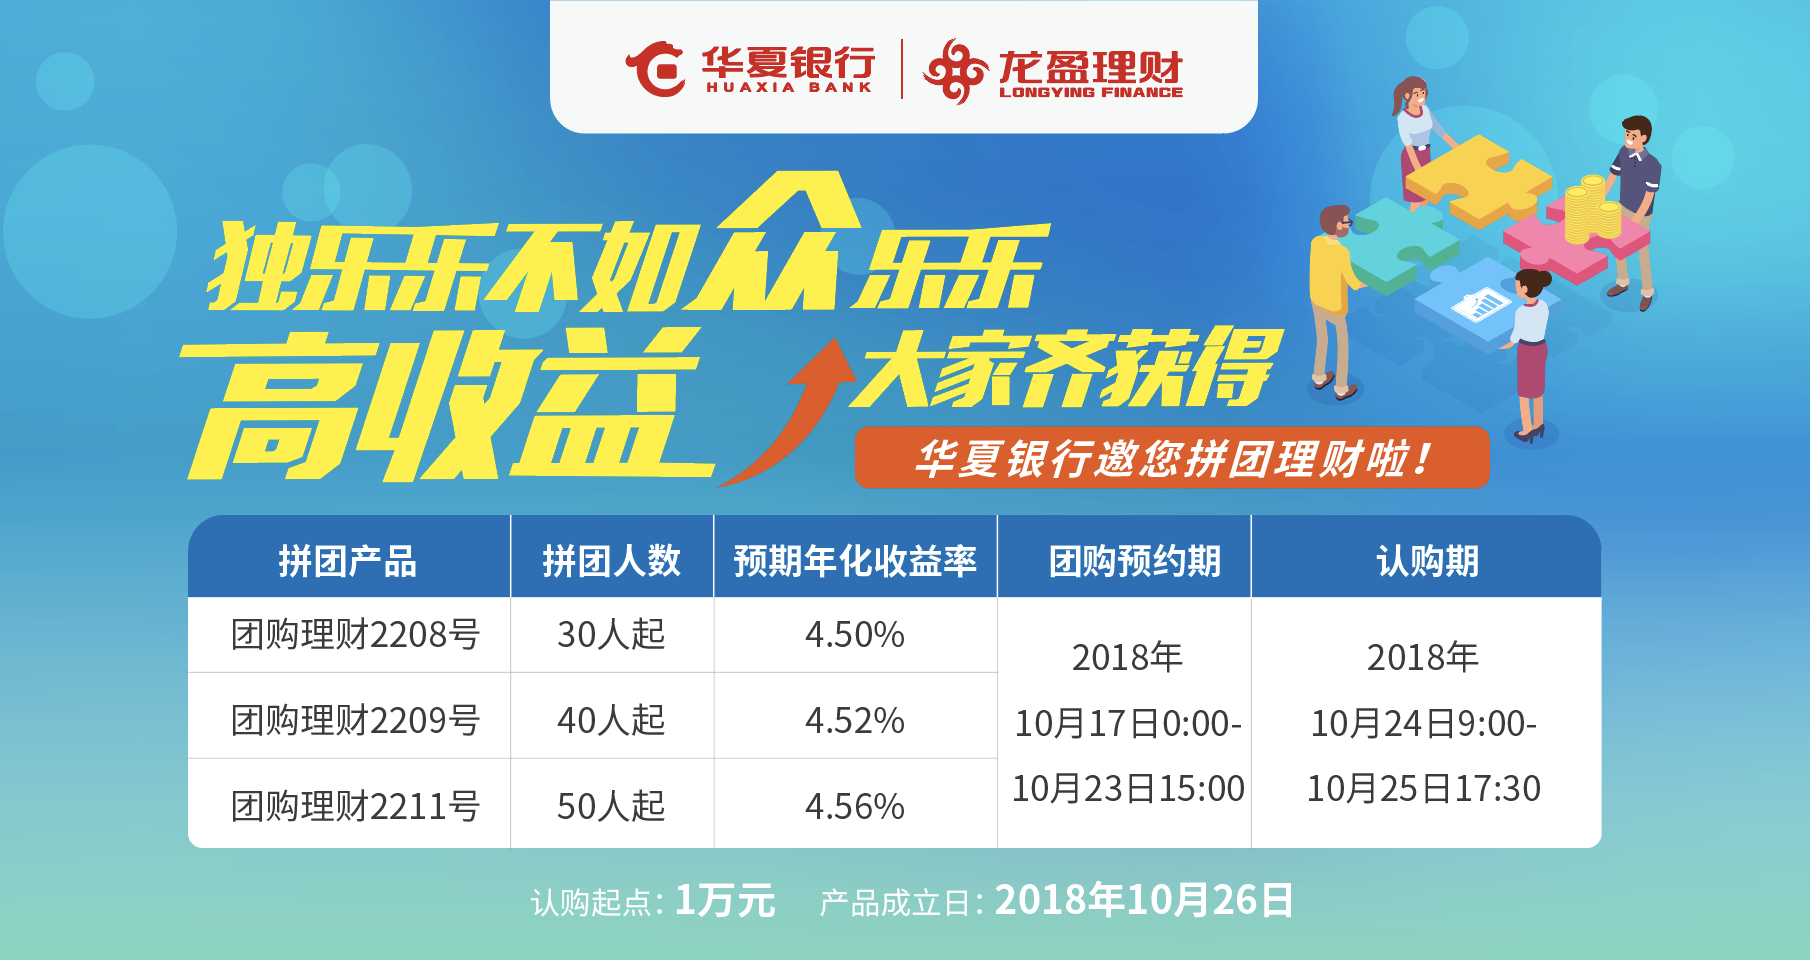 华夏银行 龙盈理财
HUAXIA BANK LONGYING FINANCE
独乐乐不如众乐乐
高收益 大家齐获得
华夏银行邀您拼团理财啦！
拼团产品 拼团人数 预期年化收益率 团购预约期 认购期
团购理财2208号 30人起 4.50%
团购理财2209号 40人起 4.52%
团购理财2211号 50人起 4.56%
2018年
10月17日0:00-
10月23日15:00
2018年
10月24日9:00-
10月25日17:30
认购起点：1万元 产品成立日：2018年10月26日